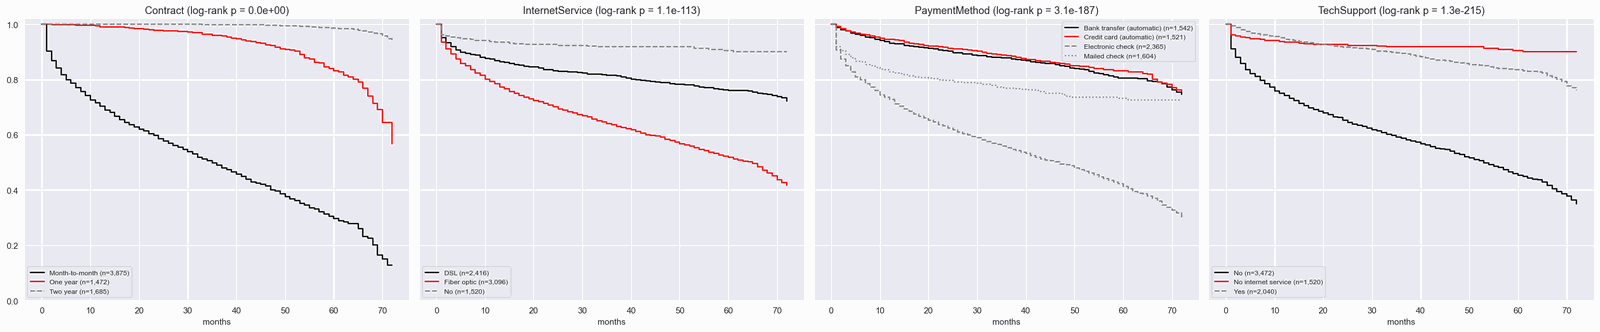 Contract (log-rank p = 0.0e+00)
1.0
0.8
0.6
0.4
0.2
0.0
Month-to-month (n=3,875)
One year (n=1,472)
Two year (n=1,685)
0 10 20 30 40 50 60 70
months
InternetService (log-rank p = 1.1e-113)
DSL (n=2,416)
Fiber optic (n=3,096)
No (n=1,520)
0 10 20 30 40 50 60 70
months
PaymentMethod (log-rank p = 3.1e-187)
Bank transfer (automatic) (n=1,542)
Credit card (automatic) (n=1,521)
Electronic check (n=2,365)
Mailed check (n=1,604)
0 10 20 30 40 50 60 70
months
TechSupport (log-rank p = 1.3e-215)
No (n=3,472)
No internet service (n=1,520)
Yes (n=2,040)
0 10 20 30 40 50 60 70
months